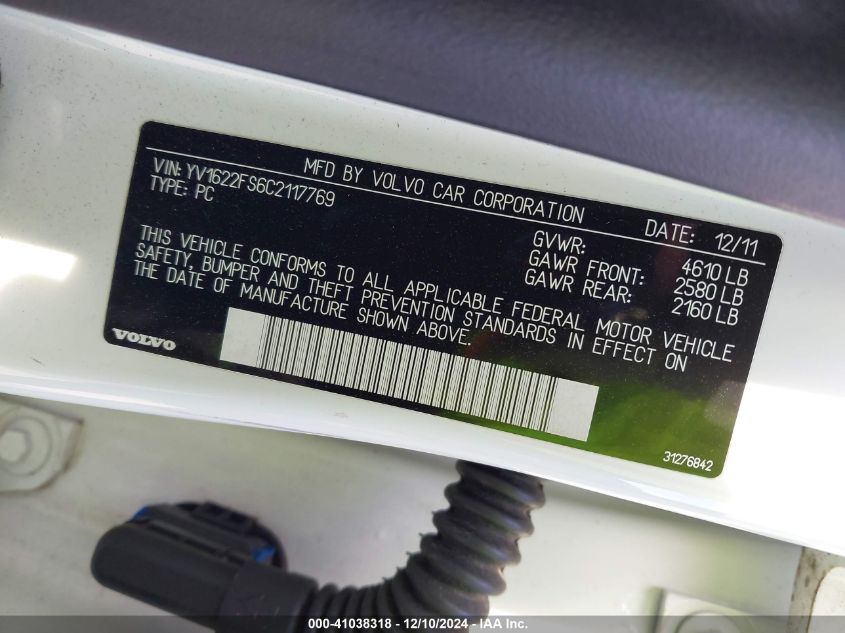 MFD BY VOLVO CAR CORPORATION DATE: 12/11
VIN: YV1622FS6C2117769
TYPE: PC
GVWR: 4610 LB
GAWR FRONT: 2580 LB
GAWR REAR: 2160 LB
THIS VEHICLE CONFORMS TO ALL APPLICABLE FEDERAL MOTOR VEHICLE
SAFETY, BUMPER AND THEFT PREVENTION STANDARDS IN EFFECT ON
THE DATE OF MANUFACTURE SHOWN ABOVE.
VOLVO
31276842
000-41038318 - 12/10/2024 - IAA Inc.